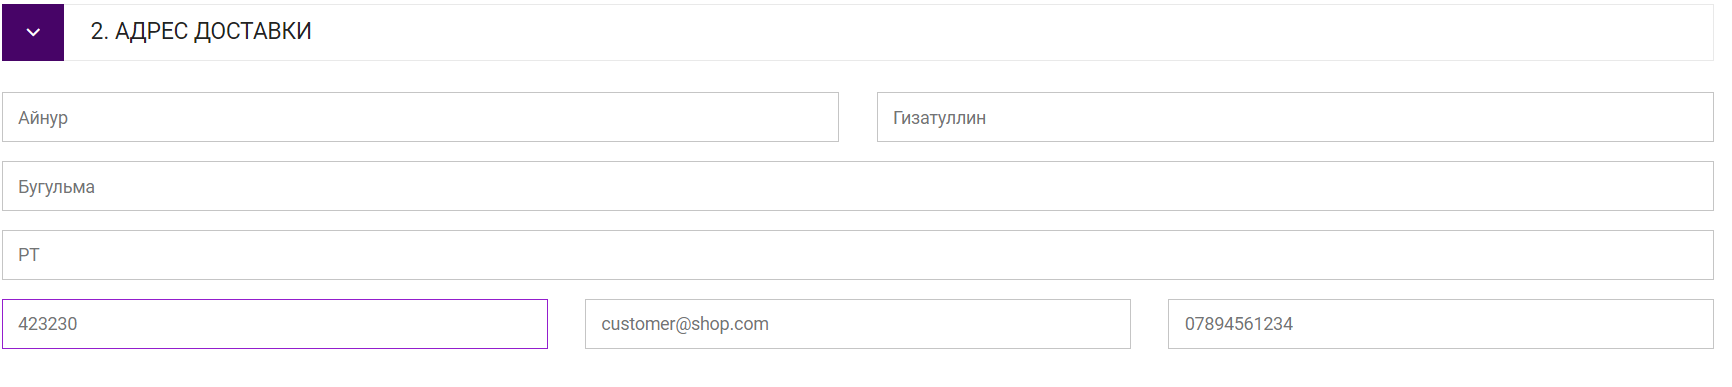 2. АДРЕС ДОСТАВКИ
Айнур
Гизатуллин
Бугульма
РТ
423230
customer@shop.com
07894561234